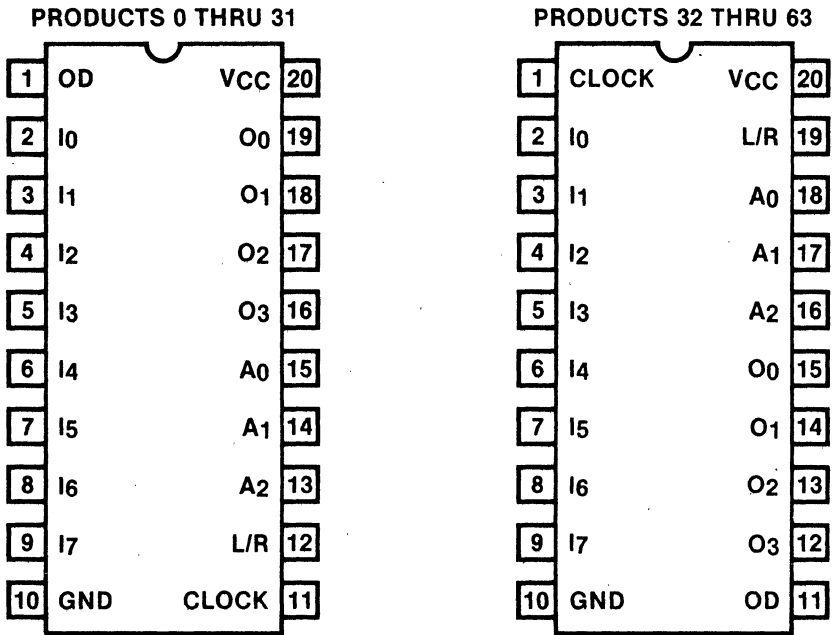 PRODUCTS 0 THRU 31
1 OD VCC 20
2 I0 O0 19
3 I1 O1 18
4 I2 O2 17
5 I3 O3 16
6 I4 A0 15
7 I5 A1 14
8 I6 A2 13
9 I7 L/R 12
10 GND CLOCK 11
PRODUCTS 32 THRU 63
1 CLOCK VCC 20
2 I0 L/R 19
3 I1 A0 18
4 I2 A1 17
5 I3 A2 16
6 I4 O0 15
7 I5 O1 14
8 I6 O2 13
9 I7 O3 12
10 GND OD 11